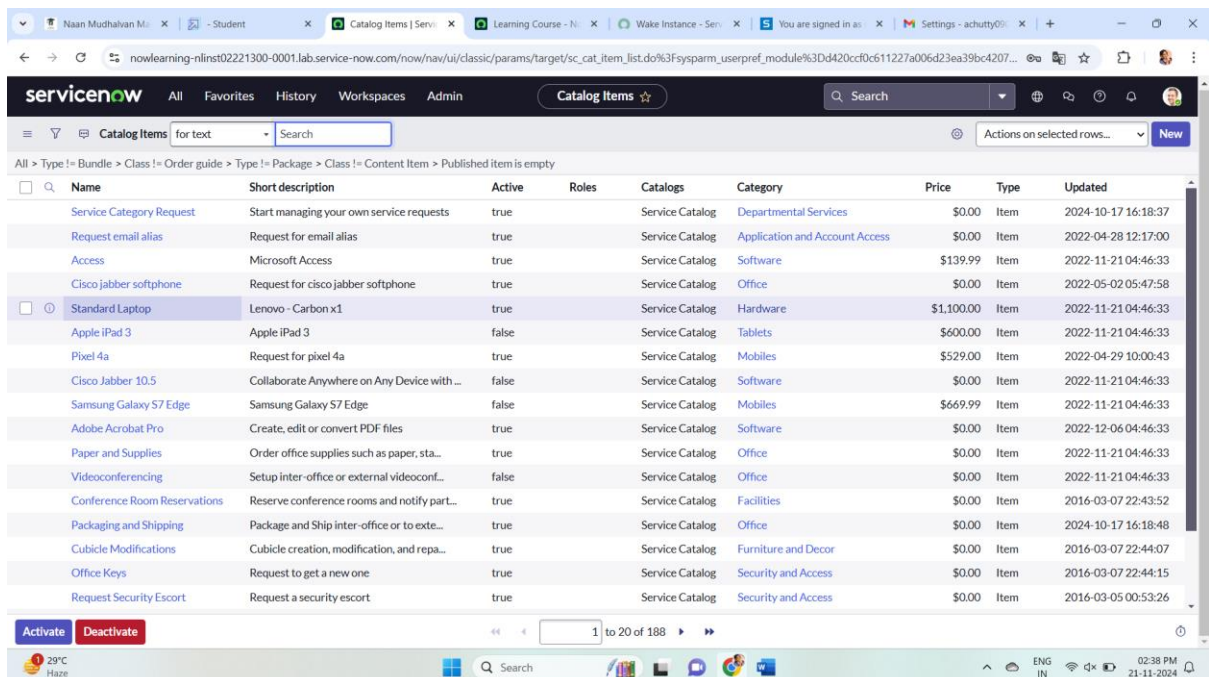 Naan Mudhalvan Ma
- Student
Catalog Items | Servi
Learning Course - N
Wake Instance - Serv
You are signed in as
Settings - achutty09
nowlearning-nlinst02221300-0001.lab.service-now.com/now/nav/ui/classic/params/target/sc_cat_item_list.do%3Fsysparm_userpref_module%3Dd420ccf0c611227a006d23ea39bc4207...
servicenow All Favorites History Workspaces Admin Catalog Items Search
Catalog Items for text Search Actions on selected rows... New
All > Type != Bundle > Class != Order guide > Type != Package > Class != Content Item > Published item is empty
Name Short description Active Roles Catalogs Category Price Type Updated
Service Category Request Start managing your own service requests true Service Catalog Departmental Services $0.00 Item 2024-10-17 16:18:37
Request email alias Request for email alias true Service Catalog Application and Account Access $0.00 Item 2022-04-28 12:17:00
Access Microsoft Access true Service Catalog Software $139.99 Item 2022-11-21 04:46:33
Cisco jabber softphone Request for cisco jabber softphone true Service Catalog Office $0.00 Item 2022-05-02 05:47:58
Standard Laptop Lenovo - Carbon x1 true Service Catalog Hardware $1,100.00 Item 2022-11-21 04:46:33
Apple iPad 3 Apple iPad 3 false Service Catalog Tablets $600.00 Item 2022-11-21 04:46:33
Pixel 4a Request for pixel 4a true Service Catalog Mobiles $529.00 Item 2022-04-29 10:00:43
Cisco Jabber 10.5 Collaborate Anywhere on Any Device with ... false Service Catalog Software $0.00 Item 2022-11-21 04:46:33
Samsung Galaxy S7 Edge Samsung Galaxy S7 Edge false Service Catalog Mobiles $669.99 Item 2022-11-21 04:46:33
Adobe Acrobat Pro Create, edit or convert PDF files true Service Catalog Software $0.00 Item 2022-12-06 04:46:33
Paper and Supplies Order office supplies such as paper, sta... true Service Catalog Office $0.00 Item 2022-11-21 04:46:33
Videoconferencing Setup inter-office or external videoconf... false Service Catalog Office $0.00 Item 2022-11-21 04:46:33
Conference Room Reservations Reserve conference rooms and notify part... true Service Catalog Facilities $0.00 Item 2016-03-07 22:43:52
Packaging and Shipping Package and Ship inter-office or to exte... true Service Catalog Office $0.00 Item 2024-10-17 16:18:48
Cubicle Modifications Cubicle creation, modification, and repa... true Service Catalog Furniture and Decor $0.00 Item 2016-03-07 22:44:07
Office Keys Request to get a new one true Service Catalog Security and Access $0.00 Item 2016-03-07 22:44:15
Request Security Escort Request a security escort true Service Catalog Security and Access $0.00 Item 2016-03-05 00:53:26
Activate Deactivate 1 to 20 of 188
1 29°C
Haze
Search
ENG
IN
02:38 PM
21-11-2024